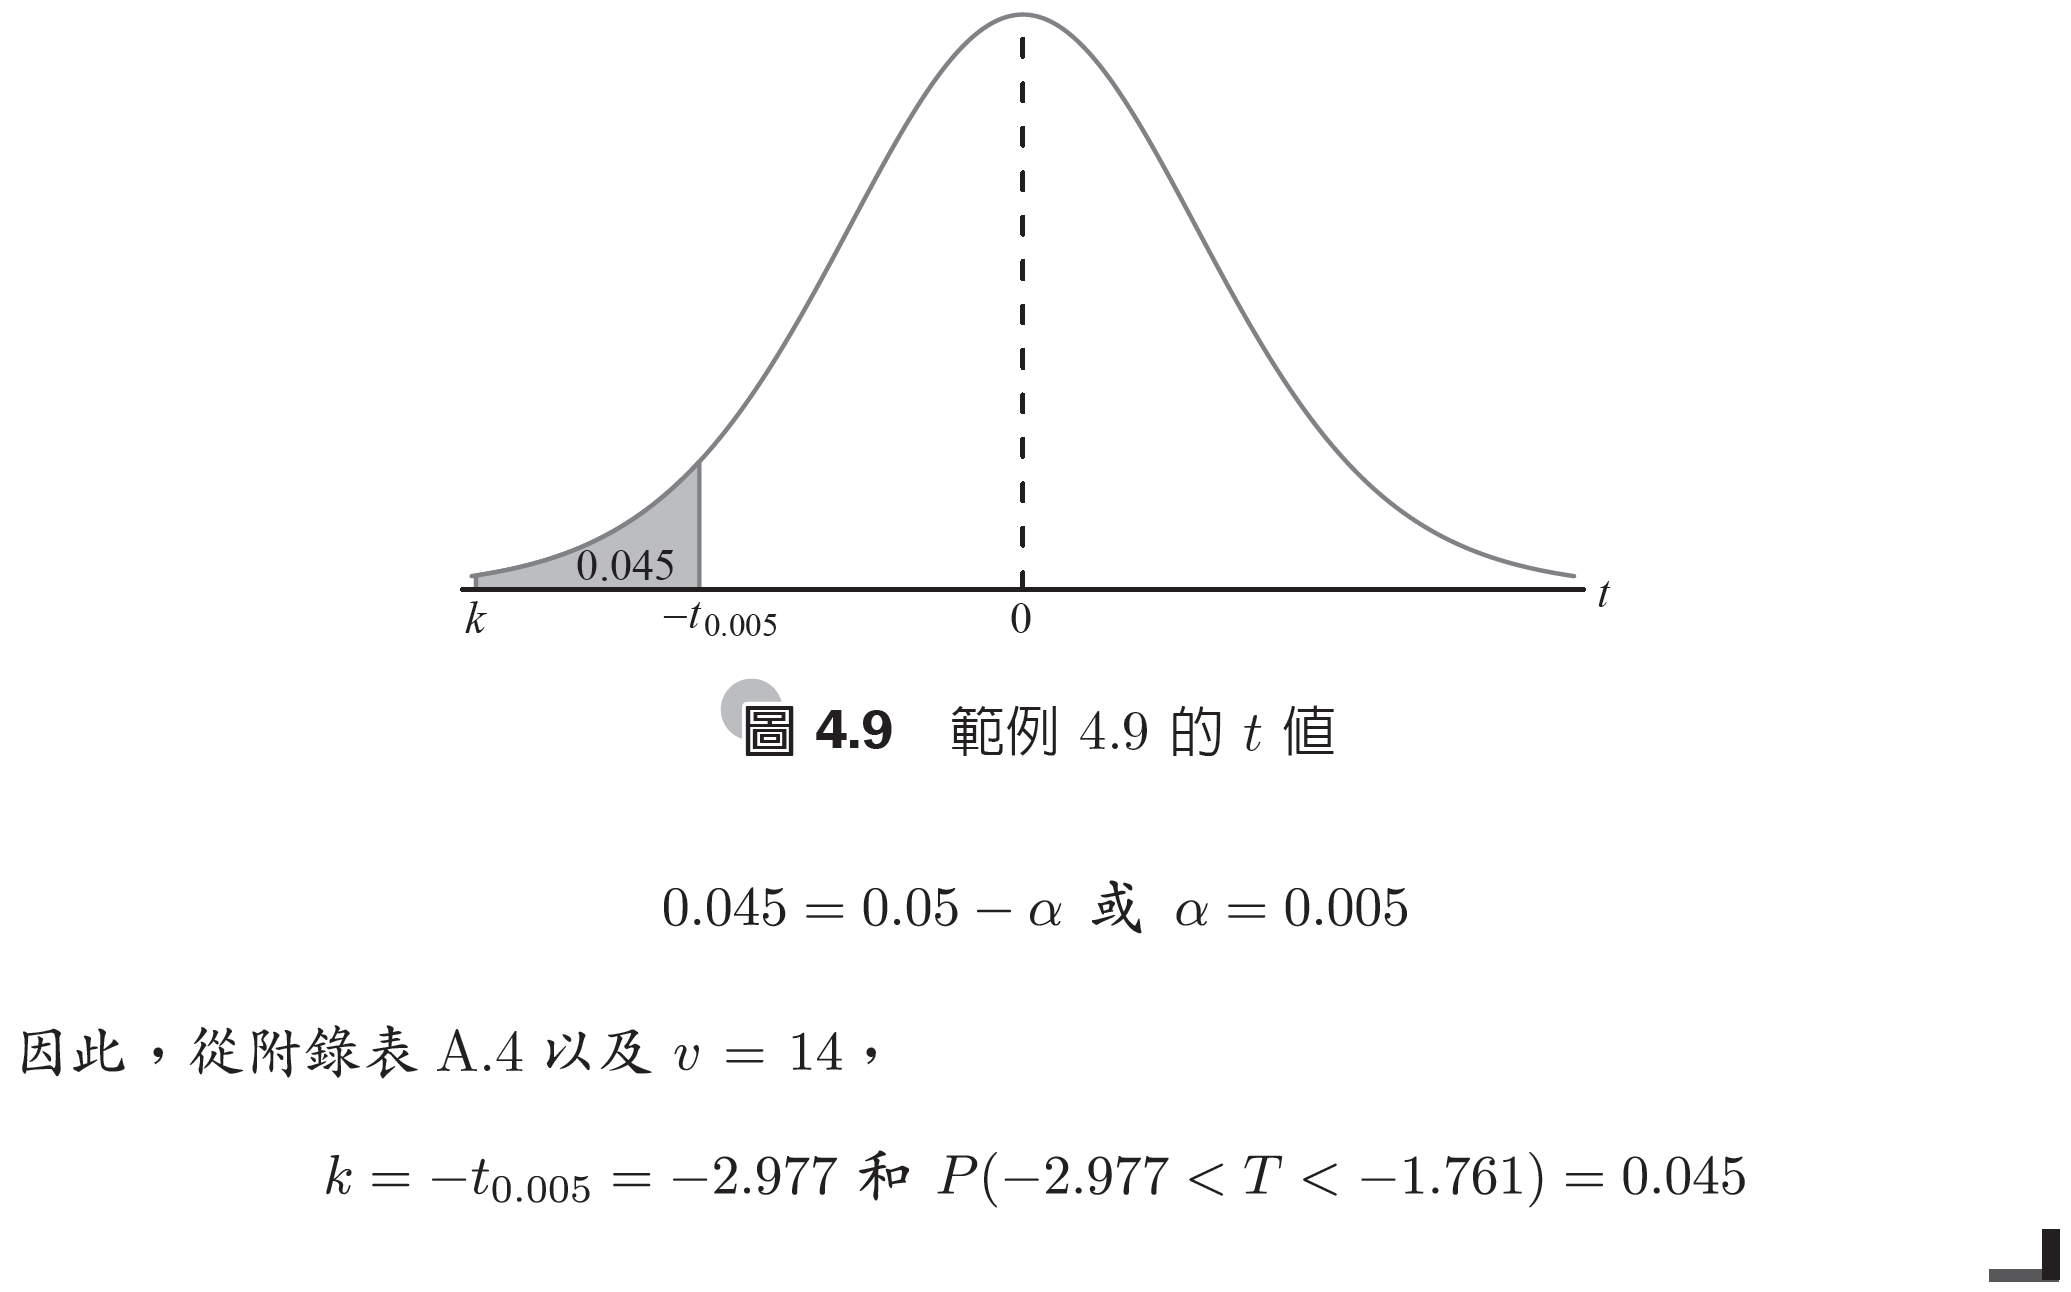 0.045
k −t0.005 0 t
圖 4.9 範例 4.9 的 t 值
0.045 = 0.05 − α 或 α = 0.005
因此，從附錄表 A.4 以及 v = 14，
k = −t0.005 = −2.977 和 P(−2.977 < T < −1.761) = 0.045